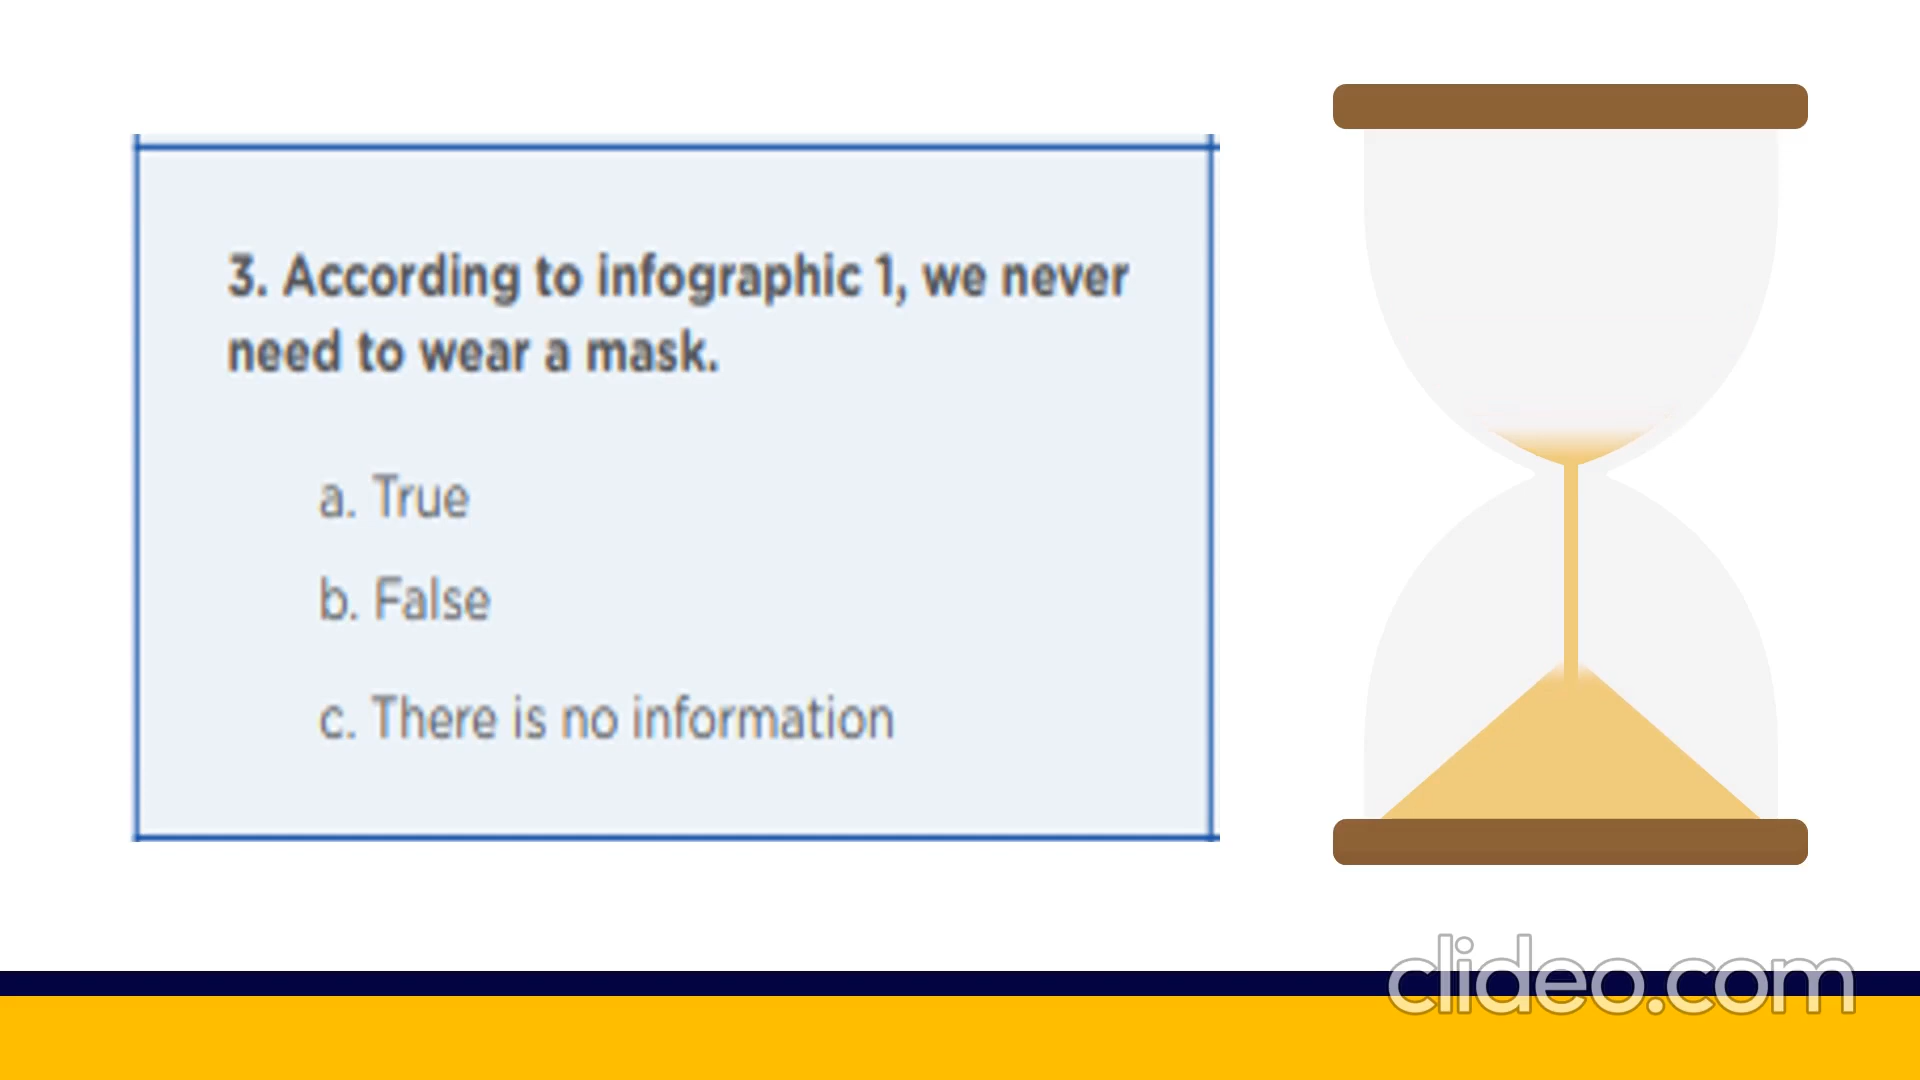 3. According to infographic 1, we never
need to wear a mask.
a. True
b. False
c. There is no information
clideo.com